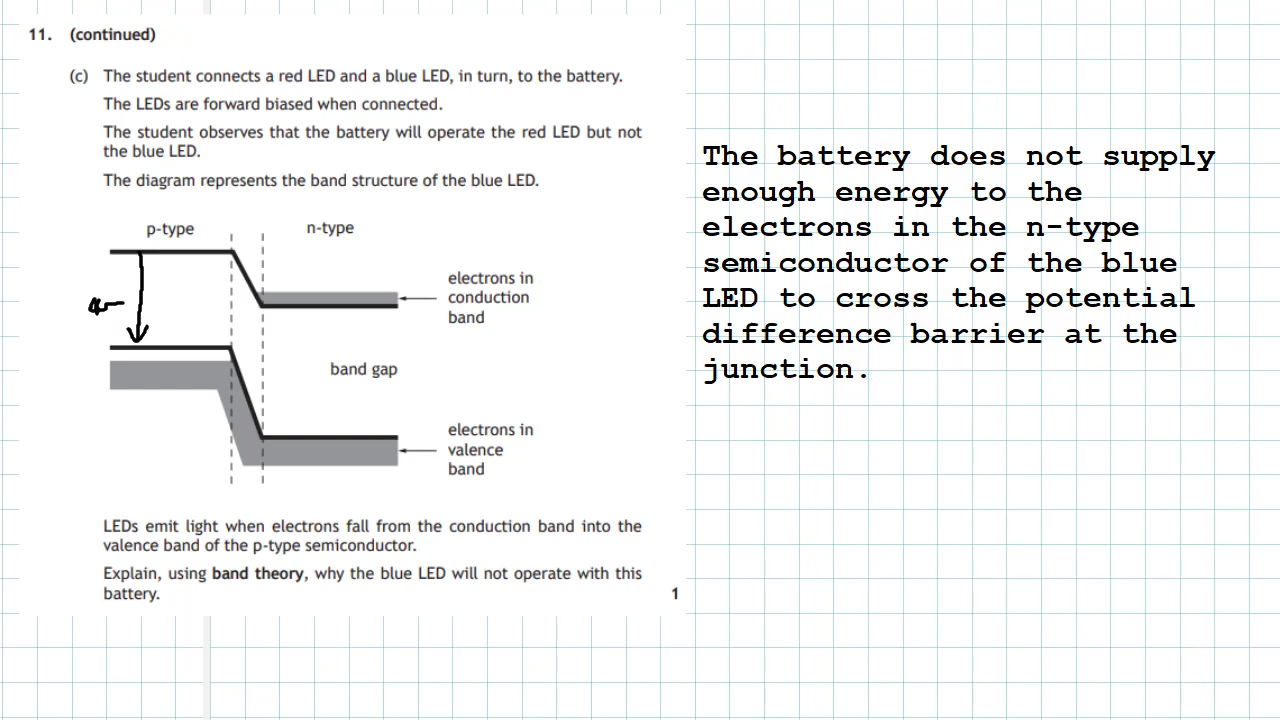 11. (continued)
(c) The student connects a red LED and a blue LED, in turn, to the battery.
The LEDs are forward biased when connected.
The student observes that the battery will operate the red LED but not
the blue LED.
The diagram represents the band structure of the blue LED.
p-type
n-type
electrons in
conduction
band
band gap
electrons in
valence
band
LEDs emit light when electrons fall from the conduction band into the
valence band of the p-type semiconductor.
Explain, using band theory, why the blue LED will not operate with this
battery.
1
The battery does not supply
enough energy to the
electrons in the n-type
semiconductor of the blue
LED to cross the potential
difference barrier at the
junction.